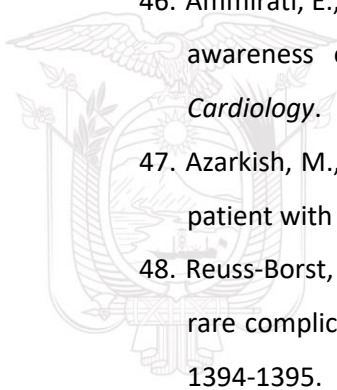 46. Ammirati, E.,
awareness
Cardiology.
47. Azarkish, M.,
patient with
48. Reuss-Borst,
rare complic
1394-1395.